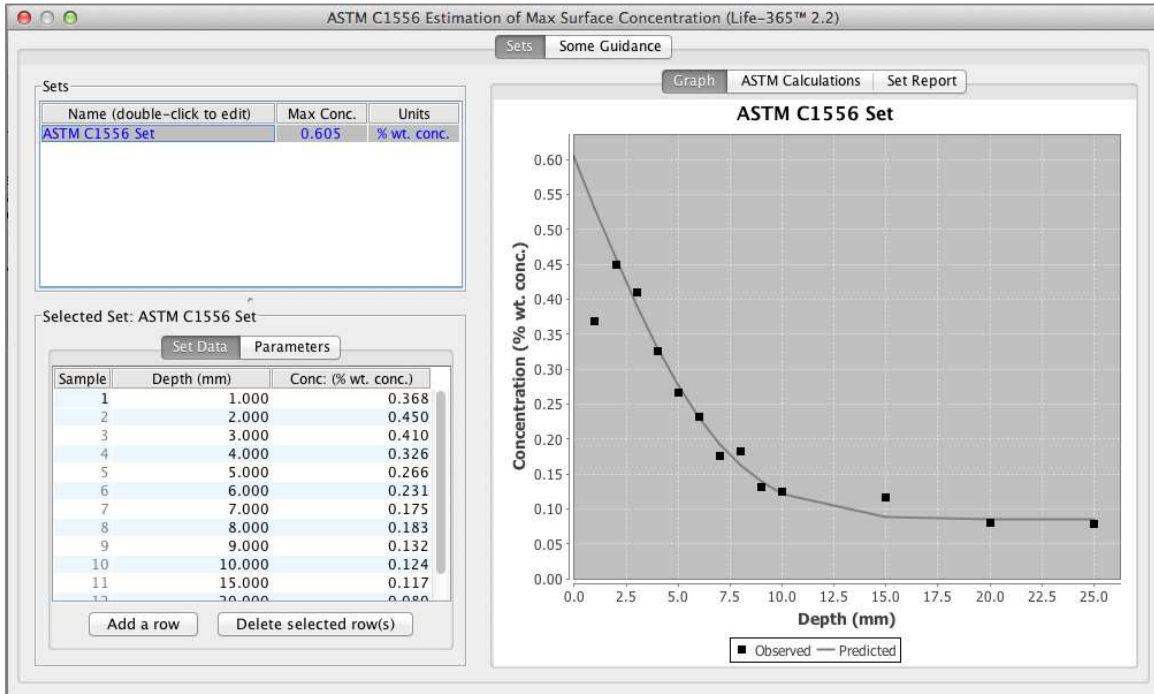 ASTM C1556 Estimation of Max Surface Concentration (Life-365™ 2.2)
Sets Some Guidance
Sets
Name (double-click to edit) Max Conc. Units
ASTM C1556 Set 0.605 % wt. conc.
Selected Set: ASTM C1556 Set
Set Data Parameters
Sample Depth (mm) Conc: (% wt. conc.)
1 1.000 0.368
2 2.000 0.450
3 3.000 0.410
4 4.000 0.326
5 5.000 0.266
6 6.000 0.231
7 7.000 0.175
8 8.000 0.183
9 9.000 0.132
10 10.000 0.124
11 15.000 0.117
12 20.000 0.080
Add a row Delete selected row(s)
Graph ASTM Calculations Set Report
ASTM C1556 Set
Concentration (% wt. conc.)
0.60
0.55
0.50
0.45
0.40
0.35
0.30
0.25
0.20
0.15
0.10
0.05
0.00
0.0 2.5 5.0 7.5 10.0 12.5 15.0 17.5 20.0 22.5 25.0
Depth (mm)
Observed Predicted